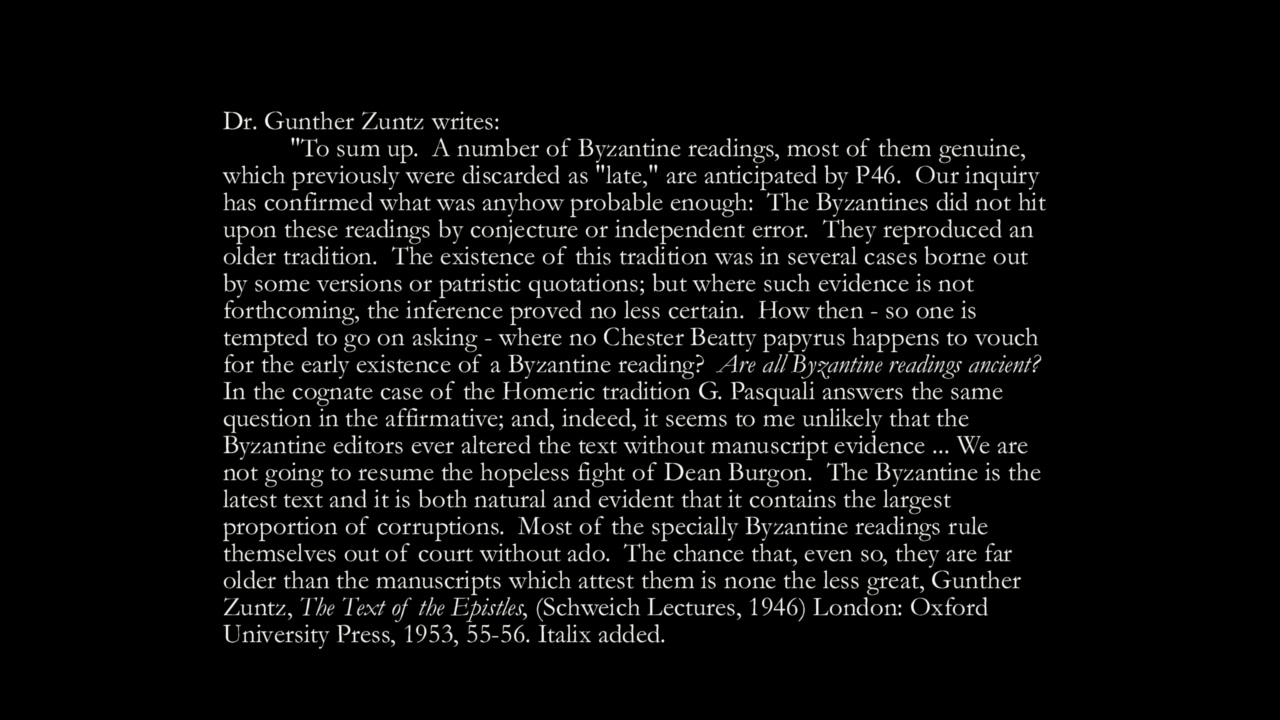 Dr. Gunther Zuntz writes:
"To sum up. A number of Byzantine readings, most of them genuine,
which previously were discarded as "late," are anticipated by P46. Our inquiry
has confirmed what was anyhow probable enough: The Byzantines did not hit
upon these readings by conjecture or independent error. They reproduced an
older tradition. The existence of this tradition was in several cases borne out
by some versions or patristic quotations; but where such evidence is not
forthcoming, the inference proved no less certain. How then - so one is
tempted to go on asking - where no Chester Beatty papyrus happens to vouch
for the early existence of a Byzantine reading? Are all Byzantine readings ancient?
In the cognate case of the Homeric tradition G. Pasquali answers the same
question in the affirmative; and, indeed, it seems to me unlikely that the
Byzantine editors ever altered the text without manuscript evidence ... We are
not going to resume the hopeless fight of Dean Burgon. The Byzantine is the
latest text and it is both natural and evident that it contains the largest
proportion of corruptions. Most of the specially Byzantine readings rule
themselves out of court without ado. The chance that, even so, they are far
older than the manuscripts which attest them is none the less great, Gunther
Zuntz, The Text of the Epistles, (Schweich Lectures, 1946) London: Oxford
University Press, 1953, 55-56. Italix added.